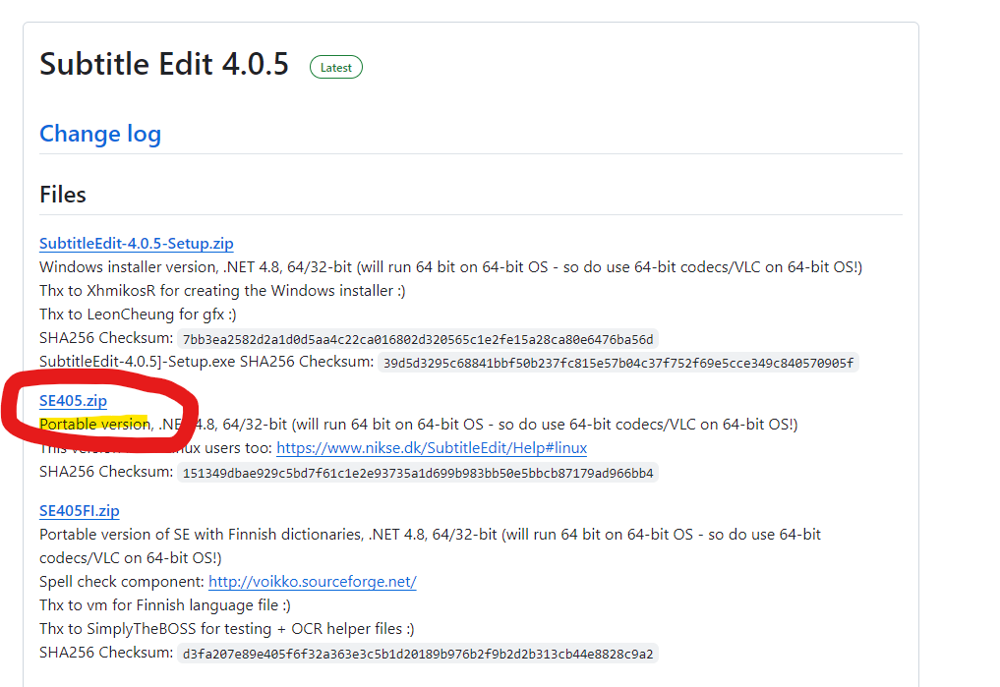 Subtitle Edit 4.0.5 Latest
Change log
Files
SubtitleEdit-4.0.5-Setup.zip
Windows installer version, .NET 4.8, 64/32-bit (will run 64 bit on 64-bit OS - so do use 64-bit codecs/VLC on 64-bit OS!)
Thx to XhmikosR for creating the Windows installer :)
Thx to LeonCheung for gfx :)
SHA256 Checksum: 7bb3ea2582d2a1d0d5aa4c22ca016802d320565c1e2fe15a28ca80e6476ba56d
SubtitleEdit-4.0.5]-Setup.exe SHA256 Checksum: 39d5d3295c68841bbf50b237fc815e57b04c37f752f69e5cce349c840570905f
SE405.zip
Portable version, .NET 4.8, 64/32-bit (will run 64 bit on 64-bit OS - so do use 64-bit codecs/VLC on 64-bit OS!)
This users too: https://www.nikse.dk/SubtitleEdit/Help#linux
SHA256 Checksum: 151349dbae929c5bd7f61c1e2e93735a1d699b983bb50e5bbcb87179ad966bb4
SE405FI.zip
Portable version of SE with Finnish dictionaries, .NET 4.8, 64/32-bit (will run 64 bit on 64-bit OS - so do use 64-bit
codecs/VLC on 64-bit OS!)
Spell check component: http://voikko.sourceforge.net/
Thx to vm for Finnish language file :)
Thx to SimplyTheBOSS for testing + OCR helper files :)
SHA256 Checksum: d3fa207e89e405f6f32a363e3c5b1d20189b976b2f9b2d2b313cb44e8828c9a2